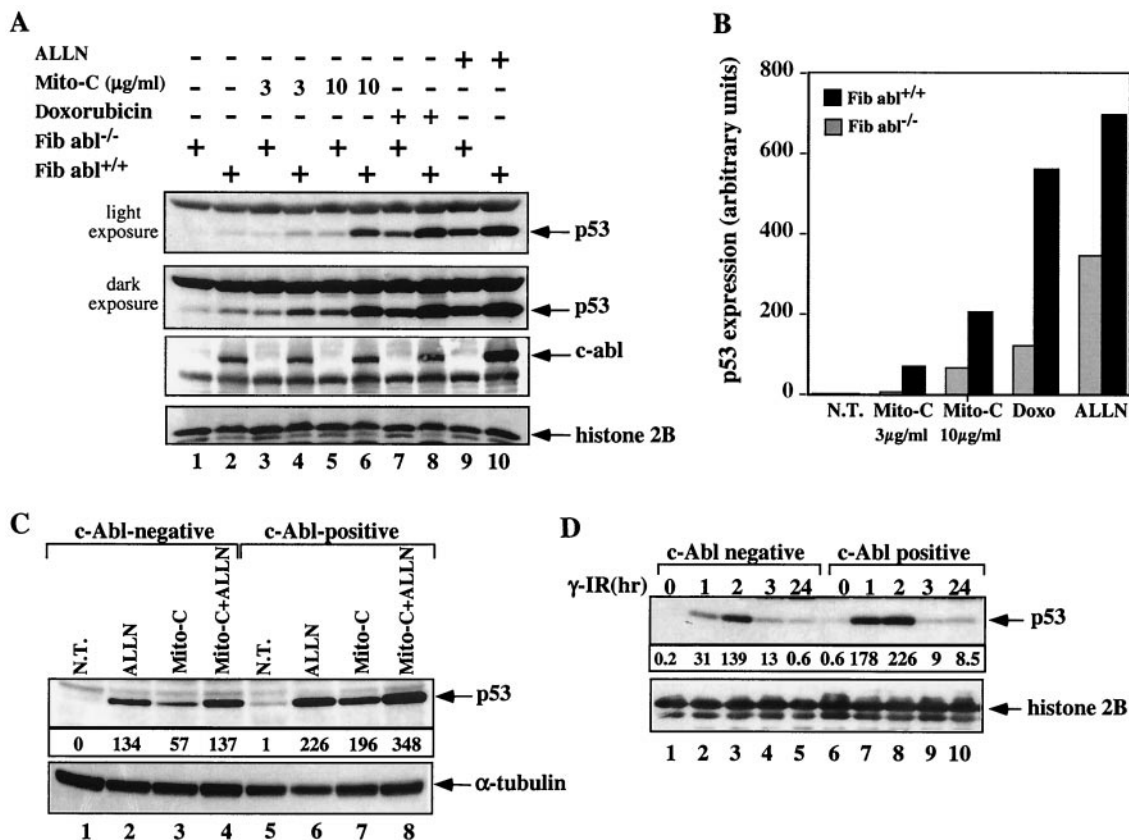 A
ALLN - - - - - - - - + +
Mito-C (μg/ml) - - 3 3 10 10 - - - -
Doxorubicin - - - - - - + + - -
Fib abl-/- + + + + +
Fib abl+/+ + + + + +
light
exposure
p53
dark
exposure
p53
c-abl
histone 2B
1 2 3 4 5 6 7 8 9 10
B
p53 expression (arbitrary units)
800
600
400
200
0
Fib abl+/+
Fib abl-/-
N.T. Mito-C Mito-C Doxo ALLN
3μg/ml 10μg/ml
C
c-Abl-negative c-Abl-positive
N.T. ALLN Mito-C Mito-C+ALLN N.T. ALLN Mito-C Mito-C+ALLN
p53
0 134 57 137 1 226 196 348
α-tubulin
1 2 3 4 5 6 7 8
D
c-Abl negative c-Abl positive
γ-IR(hr) 0 1 2 3 24 0 1 2 3 24
p53
0.2 31 139 13 0.6 0.6 178 226 9 8.5
histone 2B
1 2 3 4 5 6 7 8 9 10